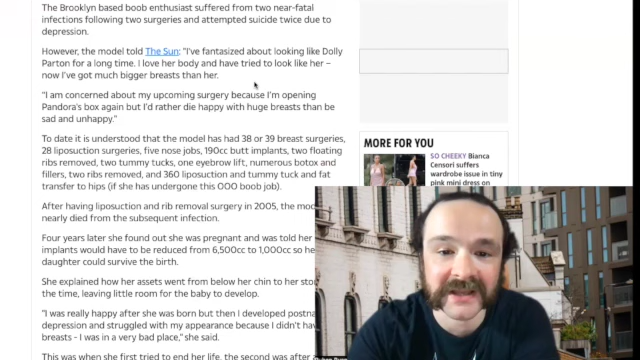 The Brooklyn based boob enthusiast suffered from two near-fatal
infections following two surgeries and attempted suicide twice due to
depression.
However, the model told The Sun: "I've fantasized about looking like Dolly
Parton for a long time. I love her body and have tried to look like her –
now I've got much bigger breasts than her.
"I am concerned about my upcoming surgery because I'm opening
Pandora's box again but I'd rather die happy with huge breasts than be
sad and unhappy."
To date it is understood that the model has had 38 or 39 breast surgeries,
28 liposuction surgeries, five nose jobs, 190cc butt implants, two floating
ribs removed, two tummy tucks, one eyebrow lift, numerous botox and
fillers, two ribs removed, and 360 liposuction and tummy tuck and fat
transfer to hips (if she has undergone this OOO boob job).
After having liposuction and rib removal surgery in 2005, the
nearly died from the subsequent infection.
Four years later she found out she was pregnant and was told her
implants would have to be reduced from 6,500cc to 1,000cc so
daughter could survive the birth.
She explained how her assets went from below her chin to her
the time, leaving little room for the baby to develop.
"I was really happy after she was born but then I developed
depression and struggled with my appearance because I didn't
breasts - I was in a very bad place," she said.
This was when she first tried to end her life, the second was after
MORE FOR YOU
SO CHEEKY Bianca
Censori suffers
wardrobe issue in tiny
pink mini dress on